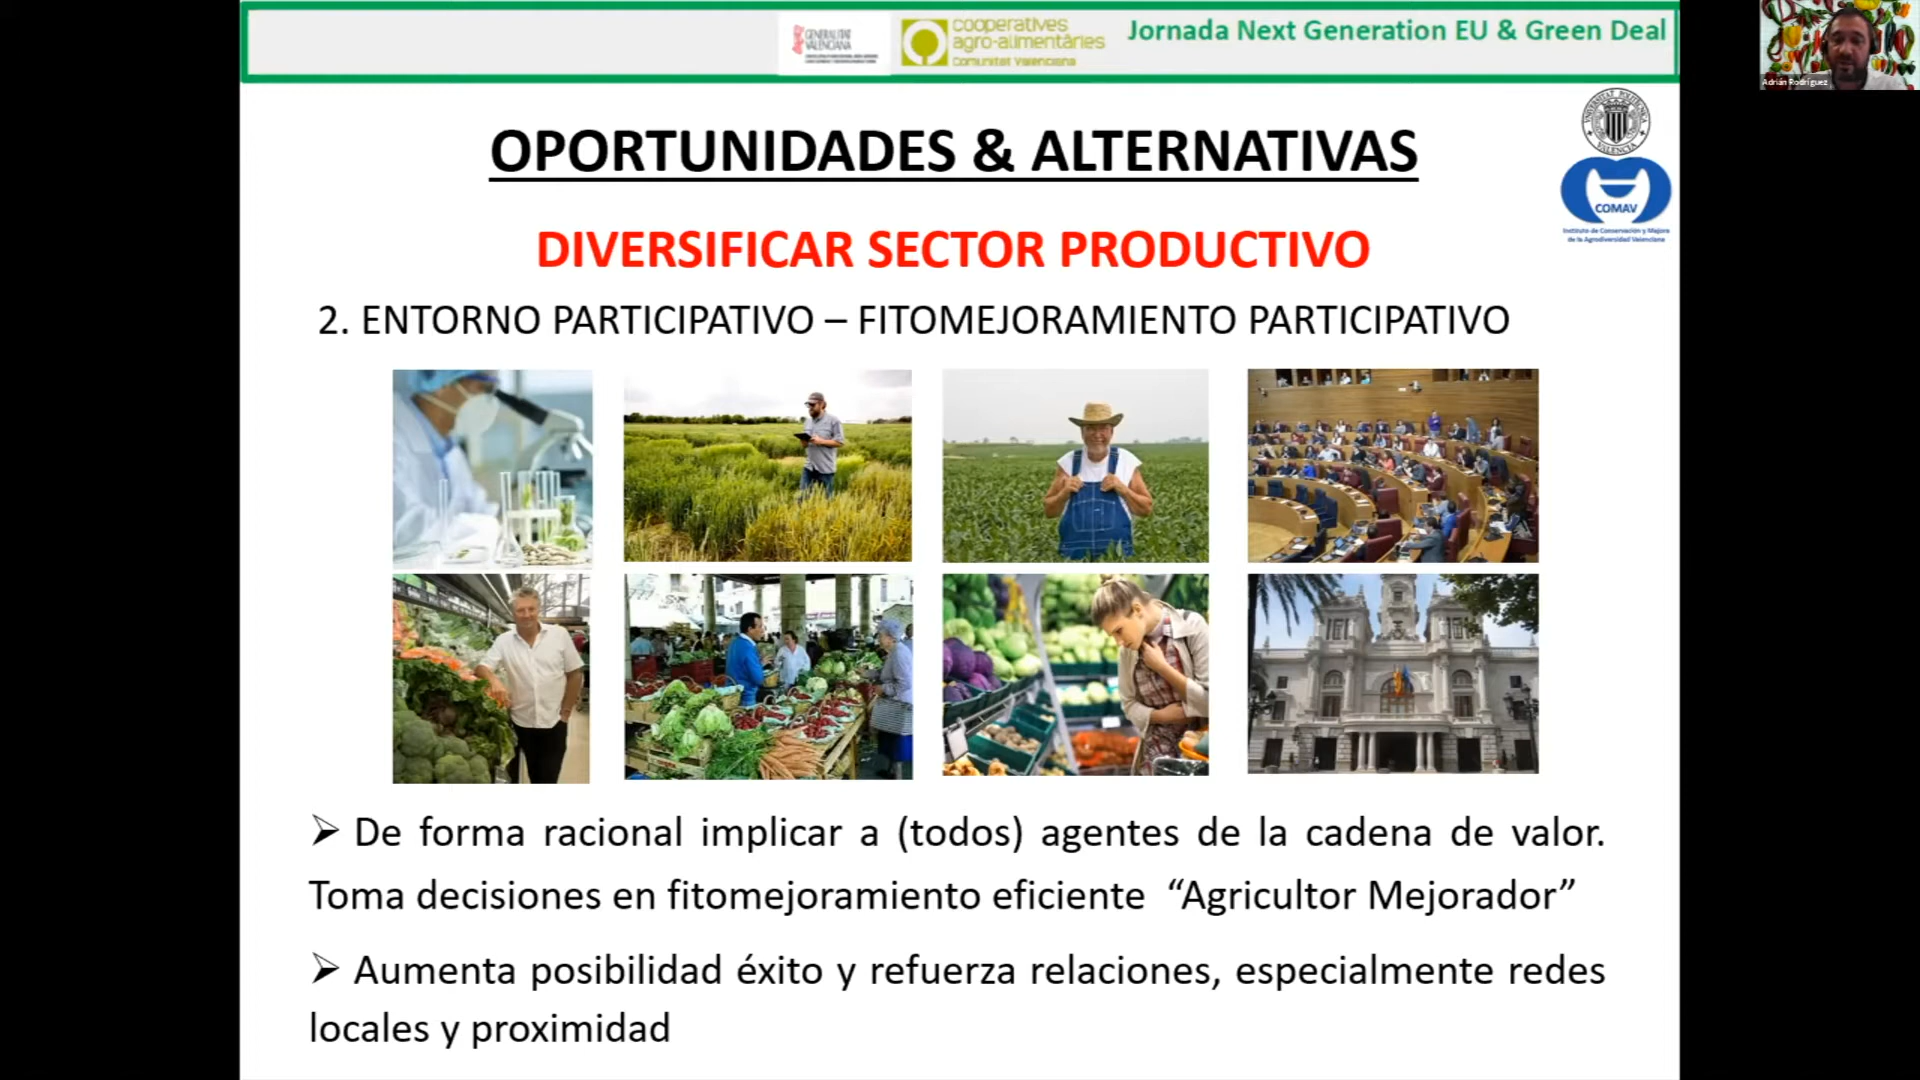 GENERALITAT
VALENCIANA
cooperatives
agro-alimentàries
Comunitat Valenciana
Jornada Next Generation EU & Green Deal
Adrián Rodríguez
UNIVERSITAT POLITECNICA
VALENCIA
COMAV
Instituto de Conservación y Mejora
de la Agrodiversidad Valenciana
OPORTUNIDADES & ALTERNATIVAS
DIVERSIFICAR SECTOR PRODUCTIVO
2. ENTORNO PARTICIPATIVO – FITOMEJORAMIENTO PARTICIPATIVO
➢ De forma racional implicar a (todos) agentes de la cadena de valor.
Toma decisiones en fitomejoramiento eficiente “Agricultor Mejorador”
➢ Aumenta posibilidad éxito y refuerza relaciones, especialmente redes
locales y proximidad